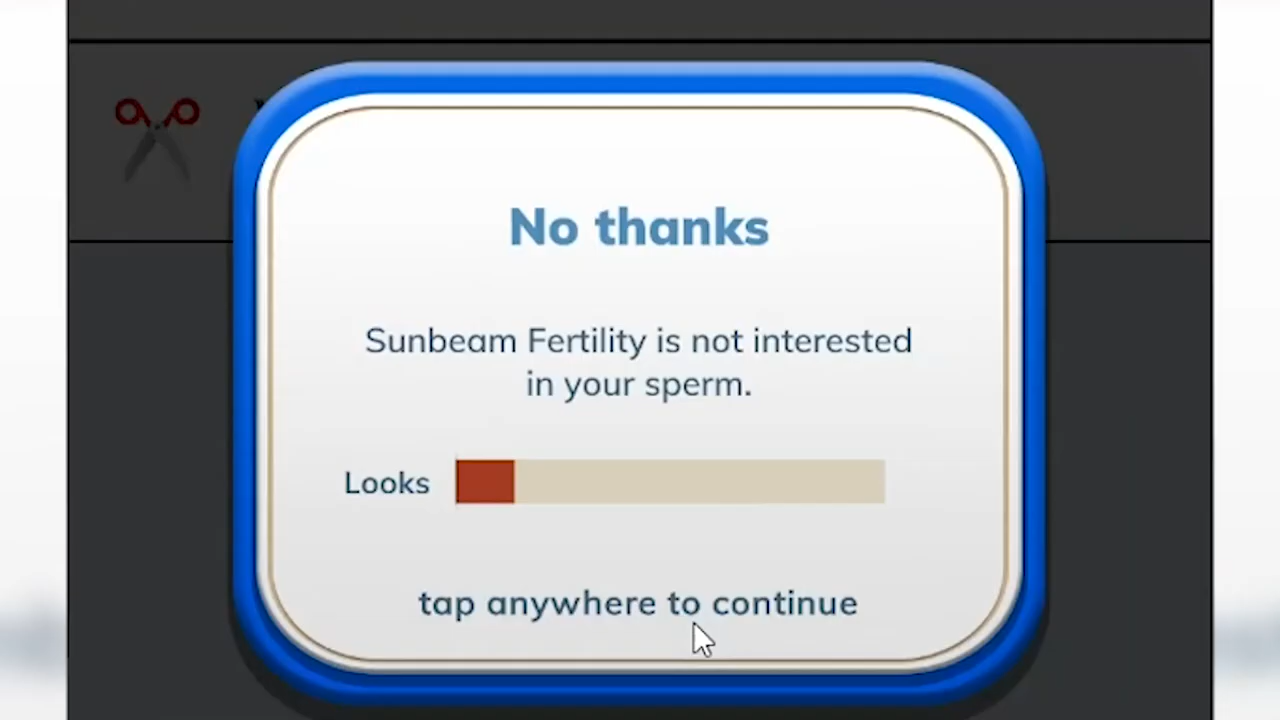 No thanks
Sunbeam Fertility is not interested
in your sperm.
Looks
tap anywhere to continue